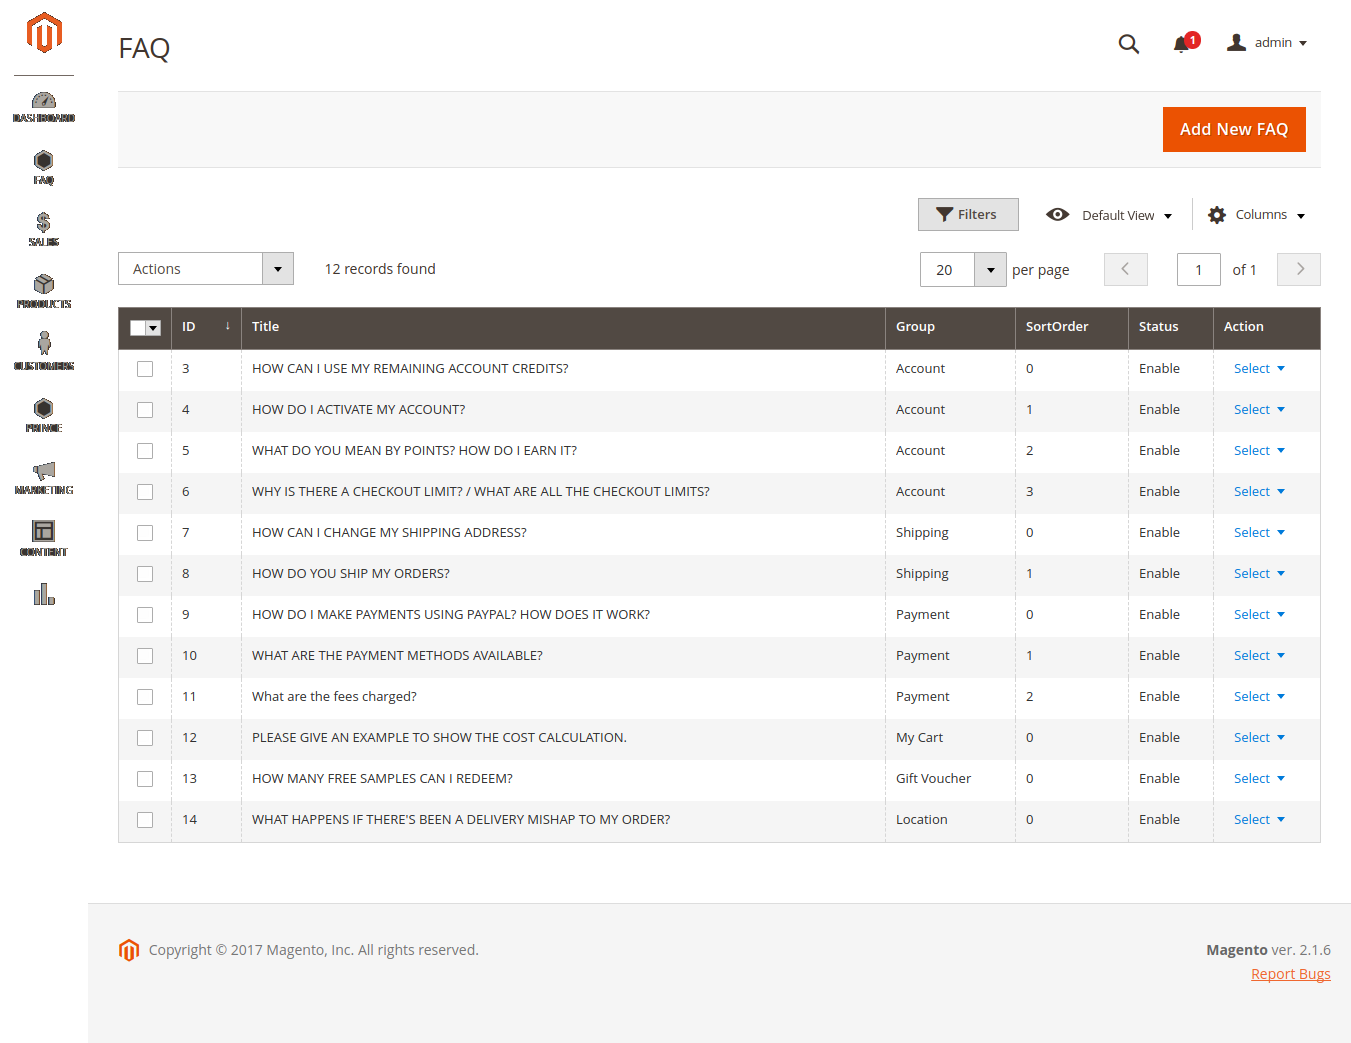 FAQ
1
admin
DASHBOARD
FAQ
SALES
PRODUCTS
CUSTOMERS
PRINCE
MARKETING
CONTENT
Add New FAQ
Filters
Default View
Columns
Actions
12 records found
20
per page
1
of 1
ID ↓ Title Group SortOrder Status Action
3 HOW CAN I USE MY REMAINING ACCOUNT CREDITS? Account 0 Enable Select
4 HOW DO I ACTIVATE MY ACCOUNT? Account 1 Enable Select
5 WHAT DO YOU MEAN BY POINTS? HOW DO I EARN IT? Account 2 Enable Select
6 WHY IS THERE A CHECKOUT LIMIT? / WHAT ARE ALL THE CHECKOUT LIMITS? Account 3 Enable Select
7 HOW CAN I CHANGE MY SHIPPING ADDRESS? Shipping 0 Enable Select
8 HOW DO YOU SHIP MY ORDERS? Shipping 1 Enable Select
9 HOW DO I MAKE PAYMENTS USING PAYPAL? HOW DOES IT WORK? Payment 0 Enable Select
10 WHAT ARE THE PAYMENT METHODS AVAILABLE? Payment 1 Enable Select
11 What are the fees charged? Payment 2 Enable Select
12 PLEASE GIVE AN EXAMPLE TO SHOW THE COST CALCULATION. My Cart 0 Enable Select
13 HOW MANY FREE SAMPLES CAN I REDEEM? Gift Voucher 0 Enable Select
14 WHAT HAPPENS IF THERE'S BEEN A DELIVERY MISHAP TO MY ORDER? Location 0 Enable Select
Copyright © 2017 Magento, Inc. All rights reserved.
Magento ver. 2.1.6
Report Bugs